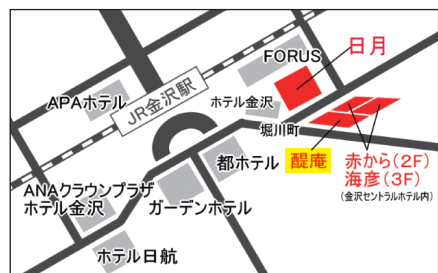 FORUS
日月
APAホテル
JR金沢駅
ホテル金沢
堀川町
都ホテル
醍庵
赤から(2F)
海彦(3F)
(金沢セントラルホテル内)
ANAクラウンプラザ
ホテル金沢
ガーデンホテル
ホテル日航